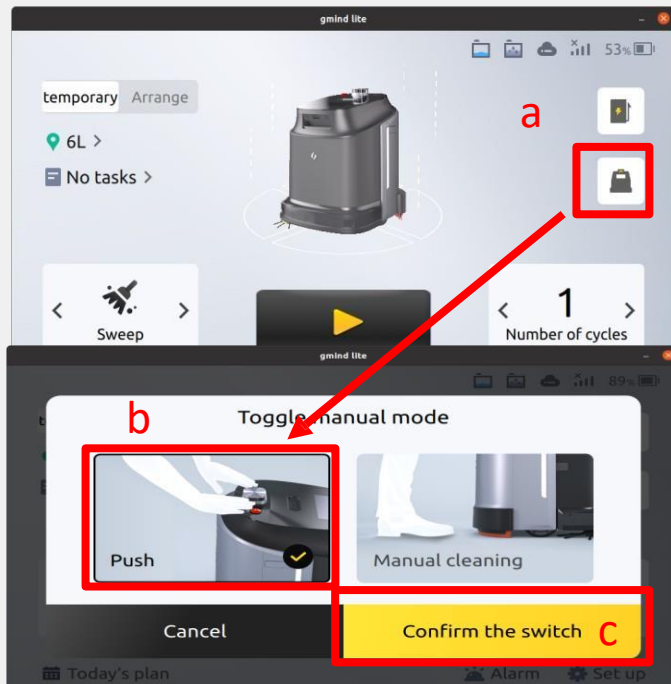 gmind lite
53%
temporary Arrange
a
6L >
No tasks >
< Sweep >
< 1 >
Number of cycles
gmind lite
89%
b
Toggle manual mode
Push
Manual cleaning
Cancel
Confirm the switch
c
Today's plan
Alarm
Set up